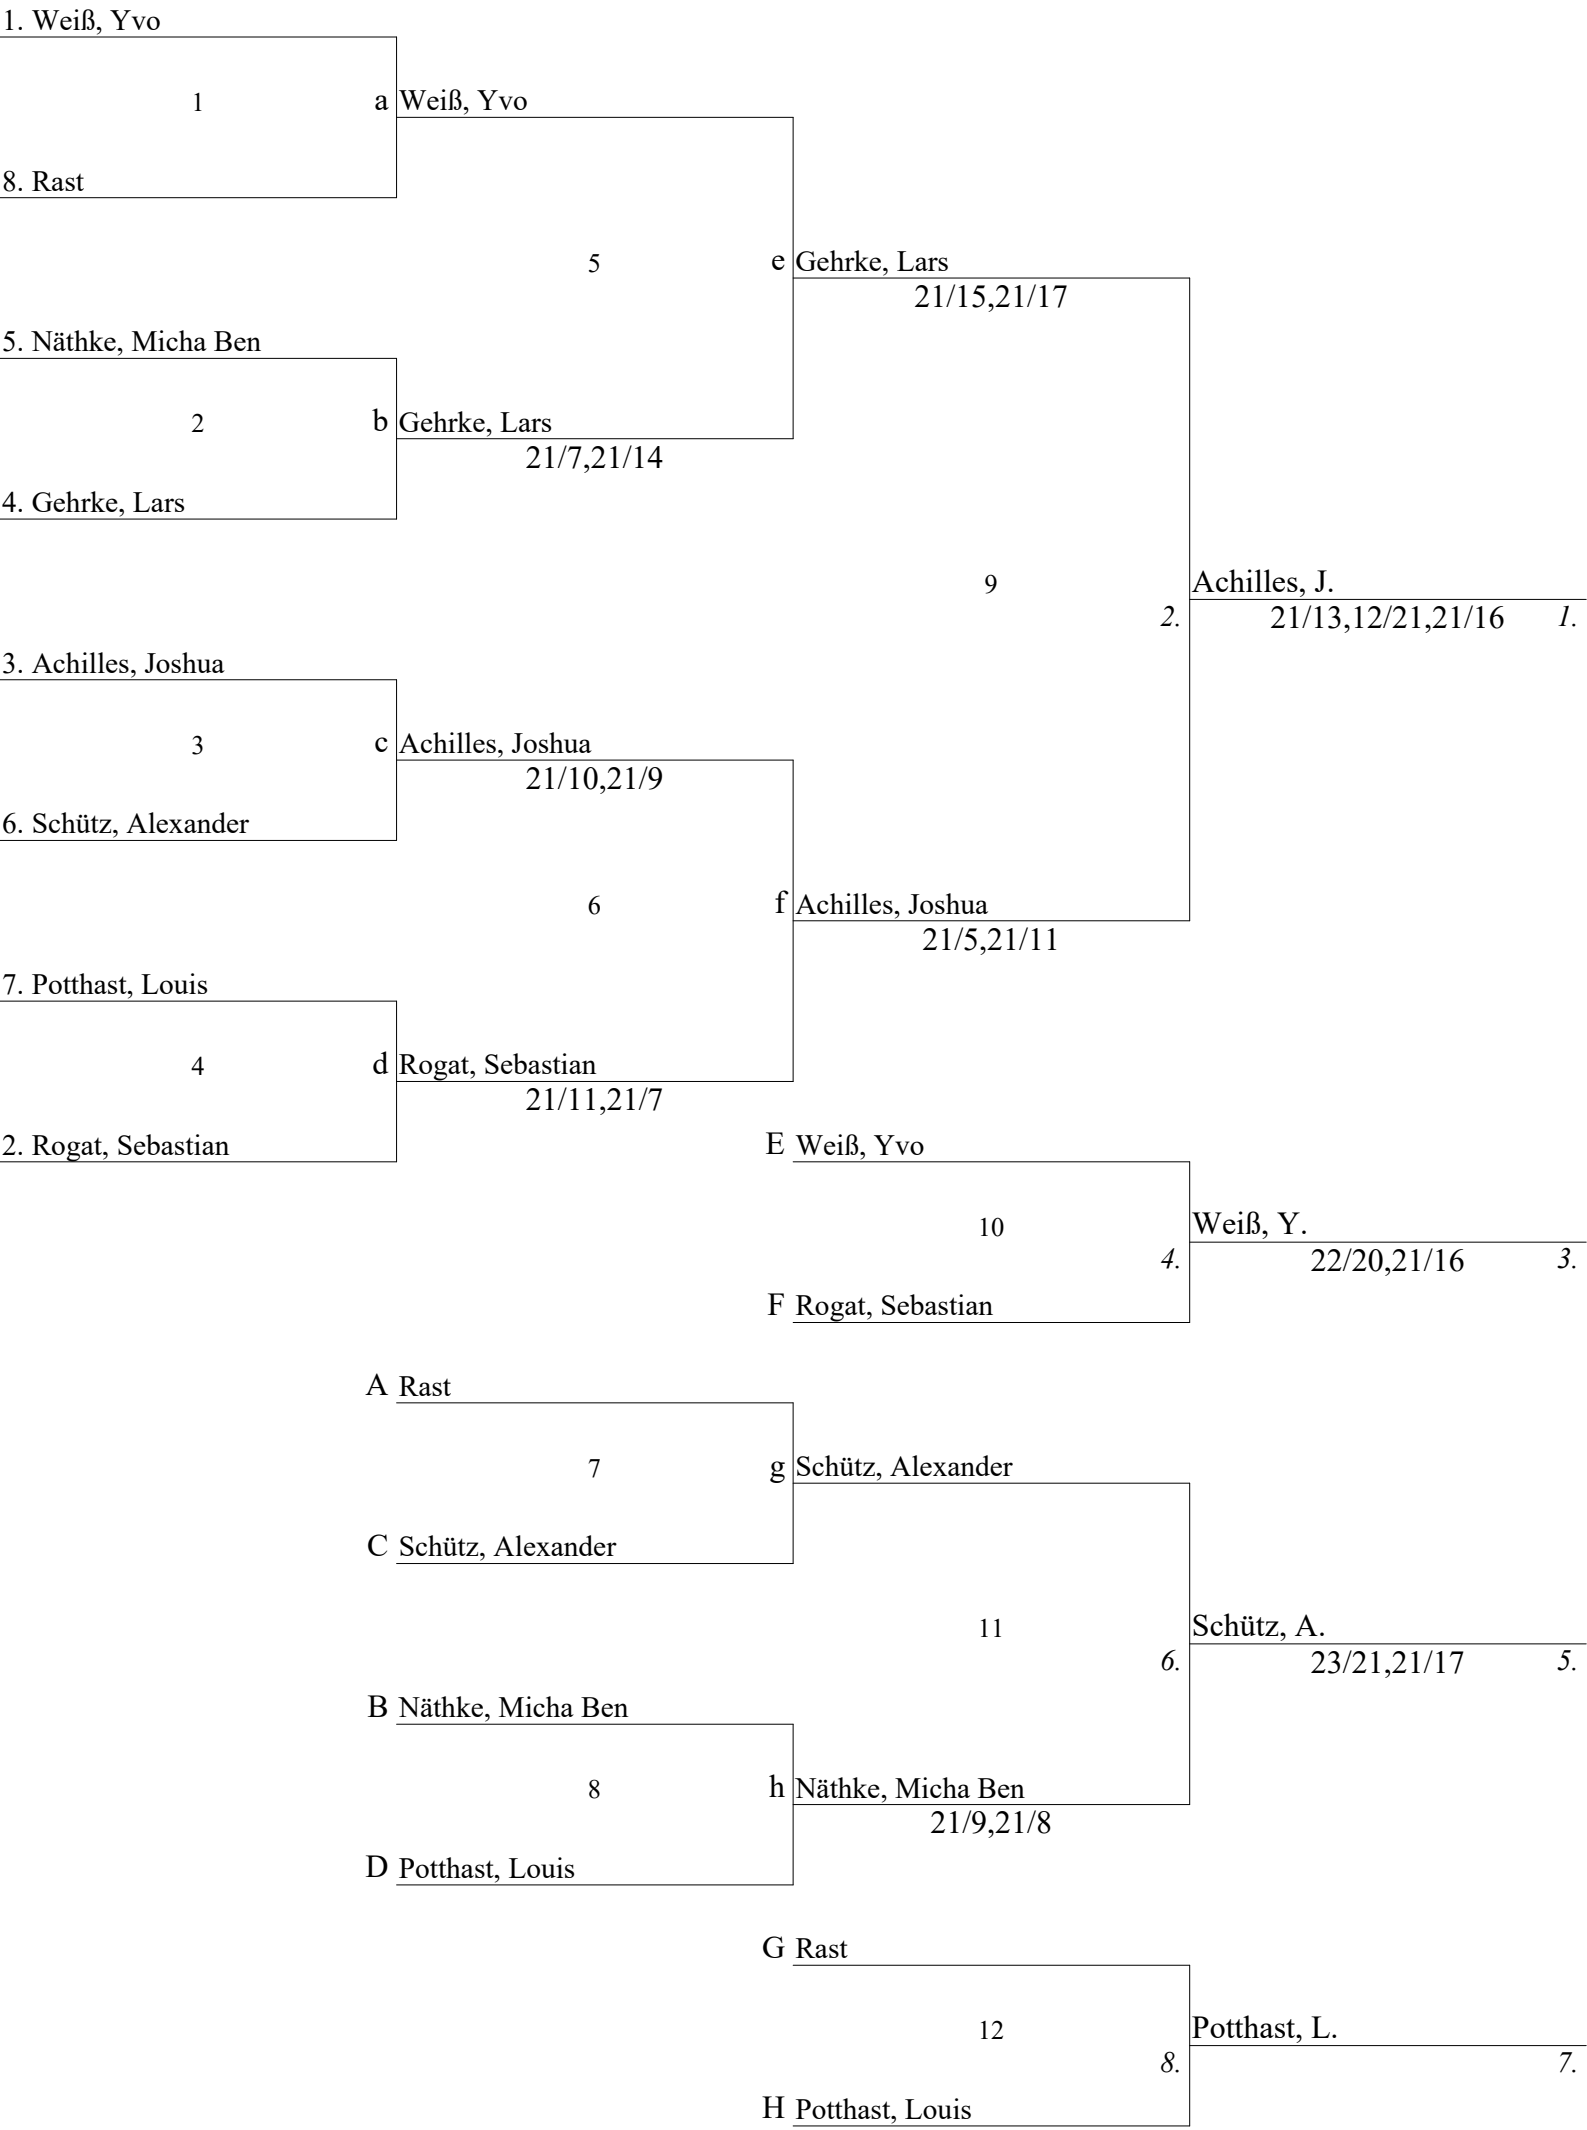 1. Weiß, Yvo
1
a Weiß, Yvo
8. Rast
5
e Gehrke, Lars
21/15,21/17
5. Näthke, Micha Ben
2
b Gehrke, Lars
21/7,21/14
4. Gehrke, Lars
9
2.
Achilles, J.
21/13,12/21,21/16
1.
3. Achilles, Joshua
3
c Achilles, Joshua
21/10,21/9
6. Schütz, Alexander
6
f Achilles, Joshua
21/5,21/11
7. Potthast, Louis
4
d Rogat, Sebastian
21/11,21/7
2. Rogat, Sebastian
E Weiß, Yvo
10
4.
Weiß, Y.
22/20,21/16
3.
F Rogat, Sebastian
A Rast
7
g Schütz, Alexander
C Schütz, Alexander
11
6.
Schütz, A.
23/21,21/17
5.
B Näthke, Micha Ben
8
h Näthke, Micha Ben
21/9,21/8
D Potthast, Louis
G Rast
12
8.
Potthast, L.
7.
H Potthast, Louis